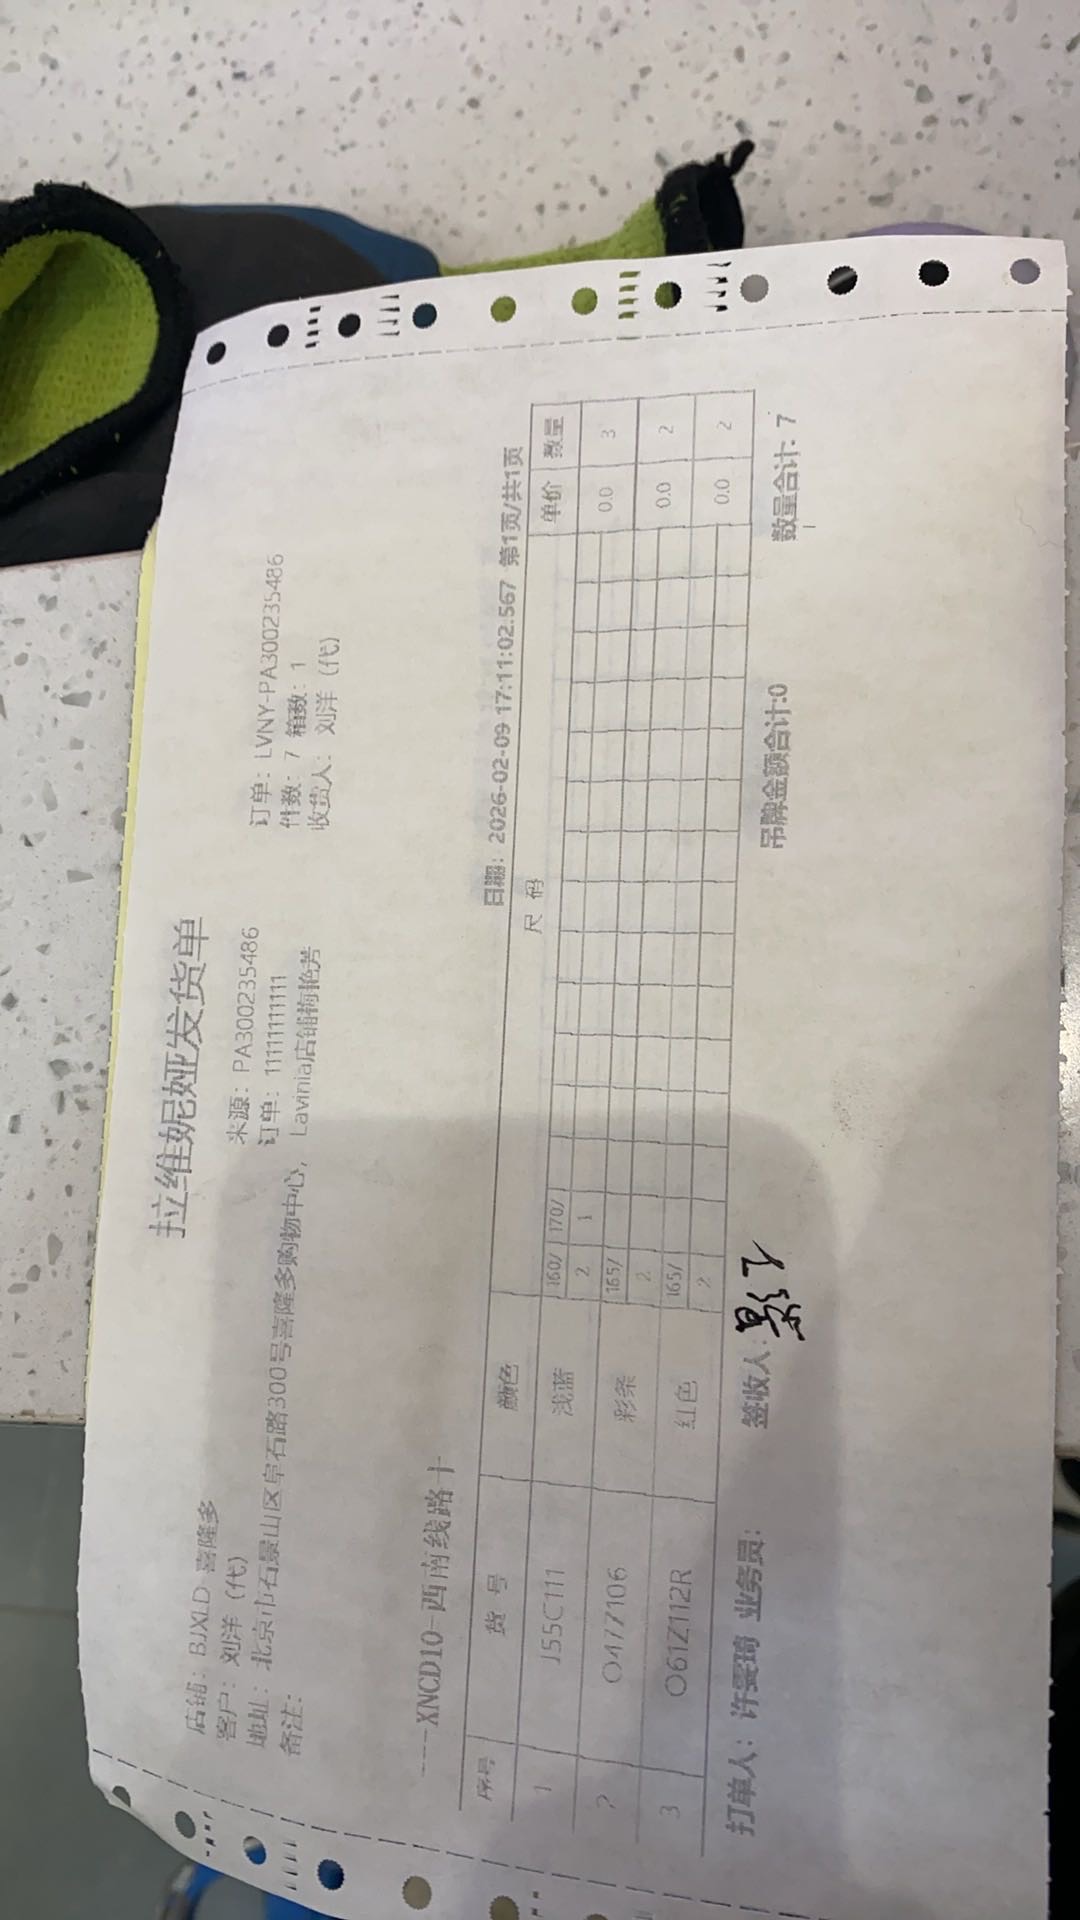 拉维妮娅发货单
店铺：BJXLD 喜隆多 来源：PA300235486 订单：LVNY-PA300235486
客户：刘洋（代） 订单：11111111111 件数：7 箱数：1
地址：北京市石景山区阜石路300号喜隆多购物中心，Lavinia店铺梅艳芳 收货人：刘洋（代）
备注：
---XNCD10-西南线路十 日期：2026-02-09 17:11:02.567 第1页/共1页
序号 货号 颜色 尺码 单价 数量
160/ 170/
1 J55C111 浅蓝 2 1 0.0 3
165/
2 O477106 彩条 2 0.0 2
165/
3 O61Z112R 红色 2 0.0 2
打单人：许雯琦 业务员： 签收人： 吊牌金额合计:0 数量合计: 7